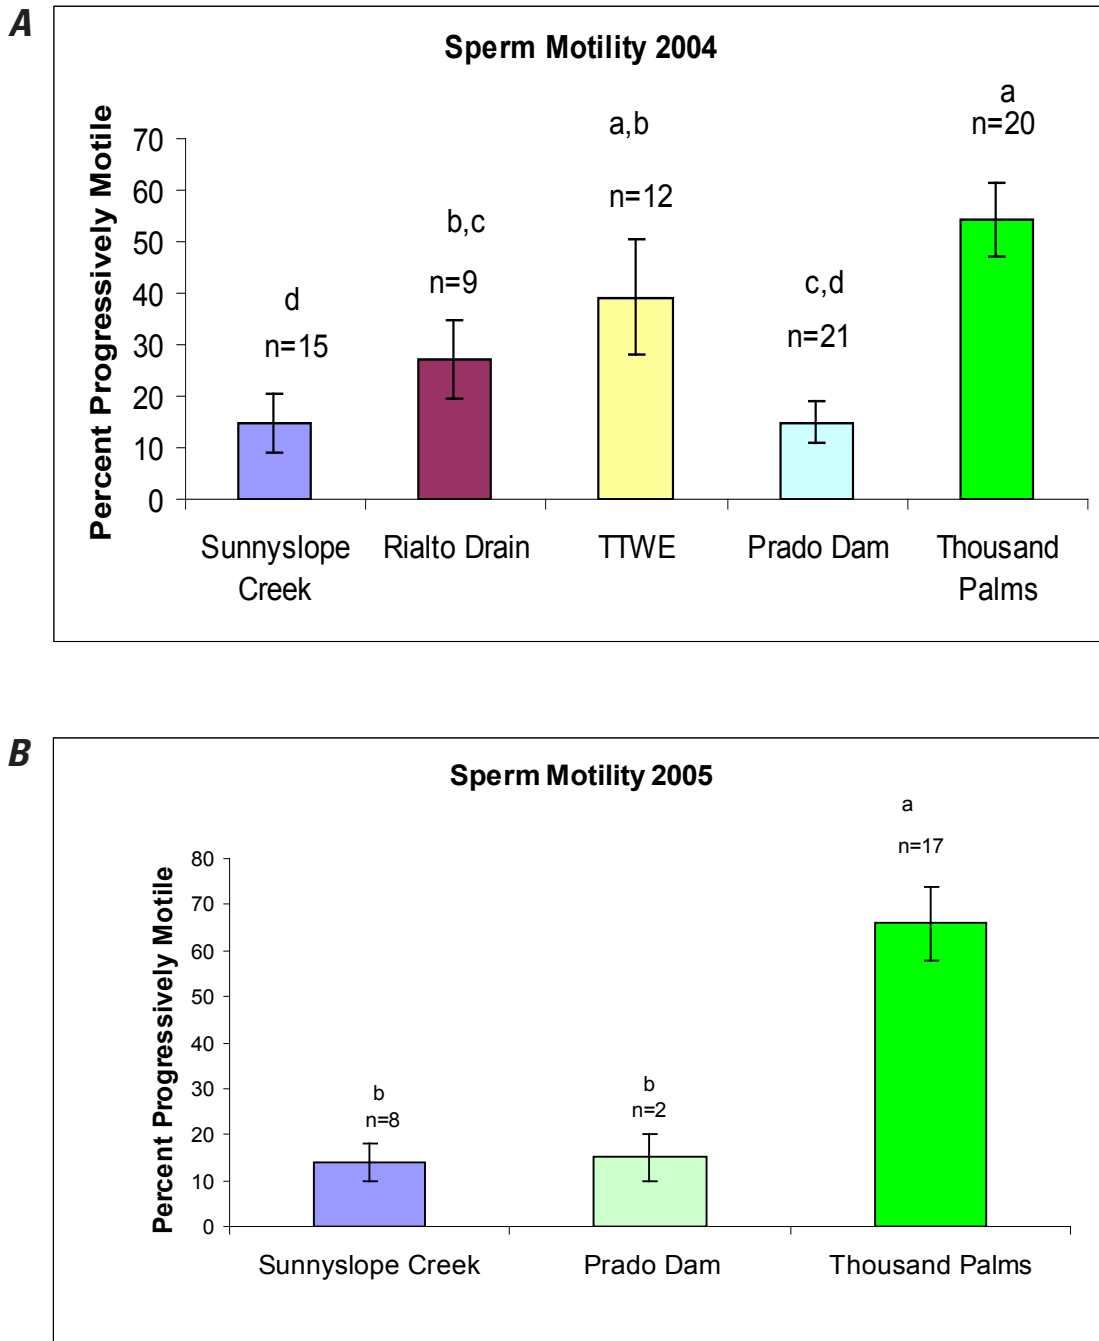 A
Sperm Motility 2004
Percent Progressively Motile
70
60
50
40
30
20
10
0
d
n=15
b,c
n=9
a,b
n=12
c,d
n=21
a
n=20
Sunnyslope
Creek
Rialto Drain
TTWE
Prado Dam
Thousand
Palms
B
Sperm Motility 2005
Percent Progressively Motile
80
70
60
50
40
30
20
10
0
b
n=8
b
n=2
a
n=17
Sunnyslope Creek
Prado Dam
Thousand Palms